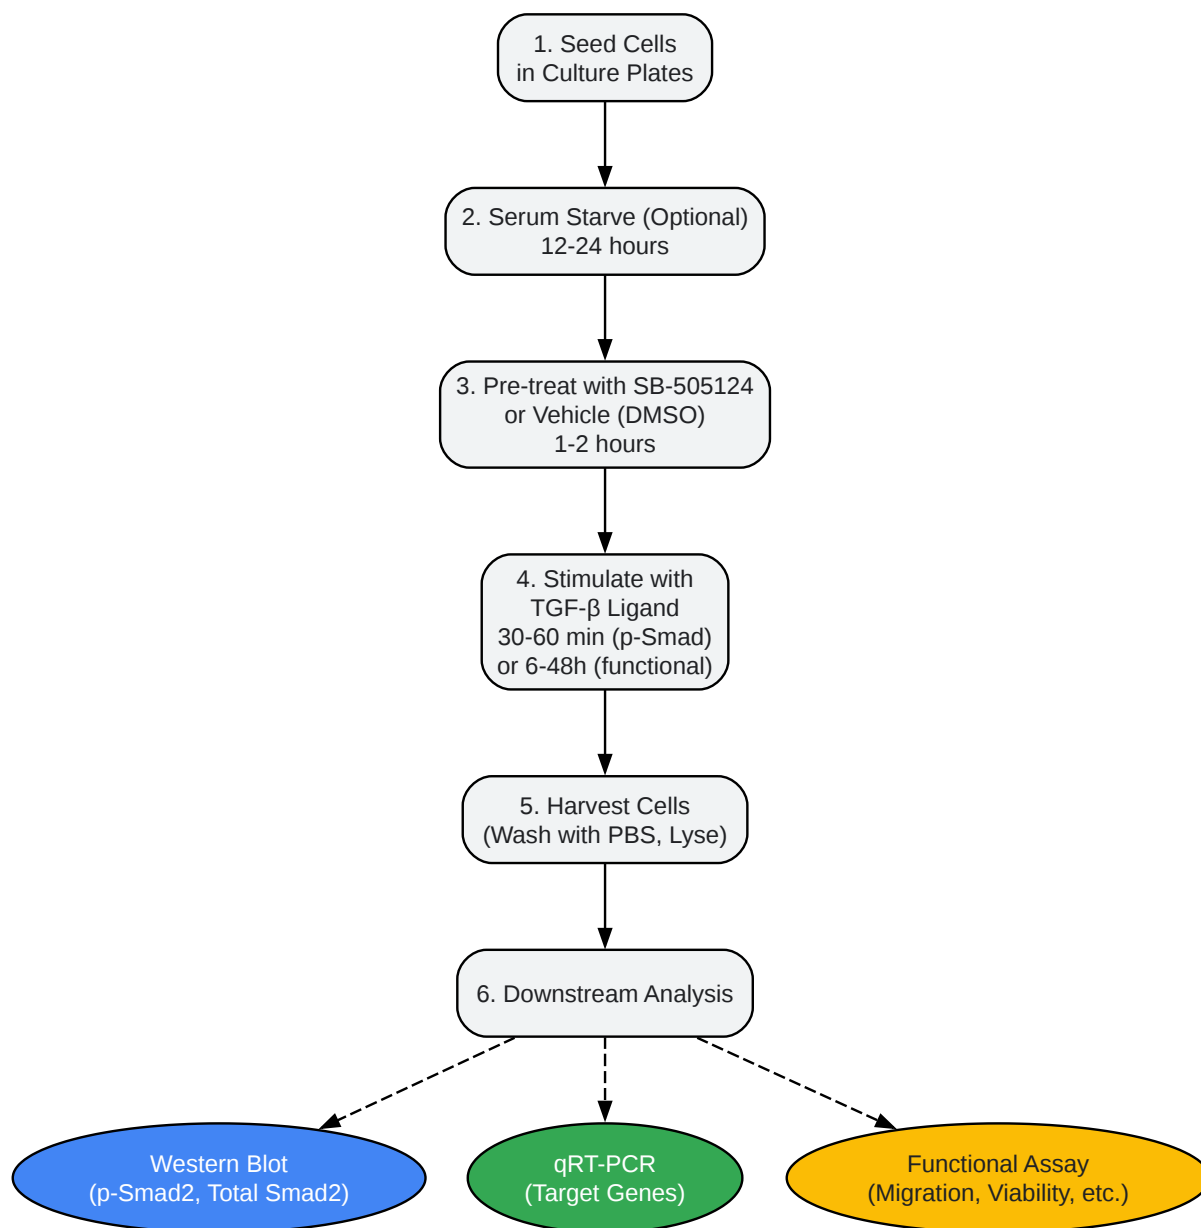 1. Seed Cells
in Culture Plates
2. Serum Starve (Optional)
12-24 hours
3. Pre-treat with SB-505124
or Vehicle (DMSO)
1-2 hours
4. Stimulate with
TGF-β Ligand
30-60 min (p-Smad)
or 6-48h (functional)
5. Harvest Cells
(Wash with PBS, Lyse)
6. Downstream Analysis
Western Blot
(p-Smad2, Total Smad2)
qRT-PCR
(Target Genes)
Functional Assay
(Migration, Viability, etc.)